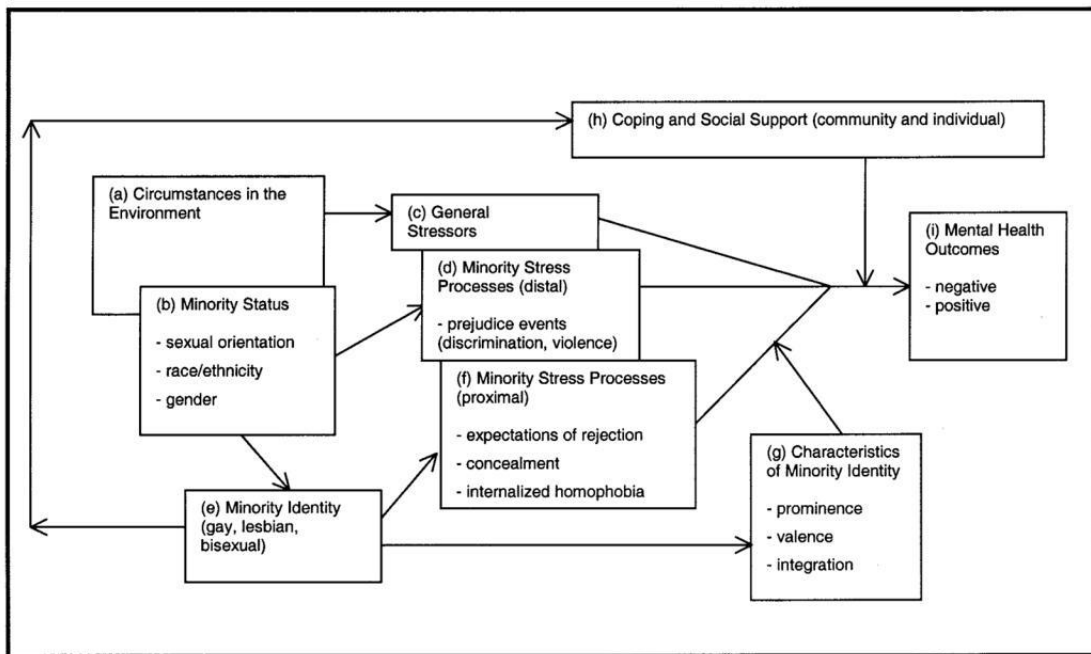 (h) Coping and Social Support (community and individual)
(a) Circumstances in the
Environment
(c) General
Stressors
(i) Mental Health
Outcomes
- negative
- positive
(d) Minority Stress
Processes (distal)
- prejudice events
(discrimination, violence)
(b) Minority Status
- sexual orientation
- race/ethnicity
- gender
(f) Minority Stress Processes
(proximal)
- expectations of rejection
- concealment
- internalized homophobia
(g) Characteristics
of Minority Identity
- prominence
- valence
- integration
(e) Minority Identity
(gay, lesbian,
bisexual)